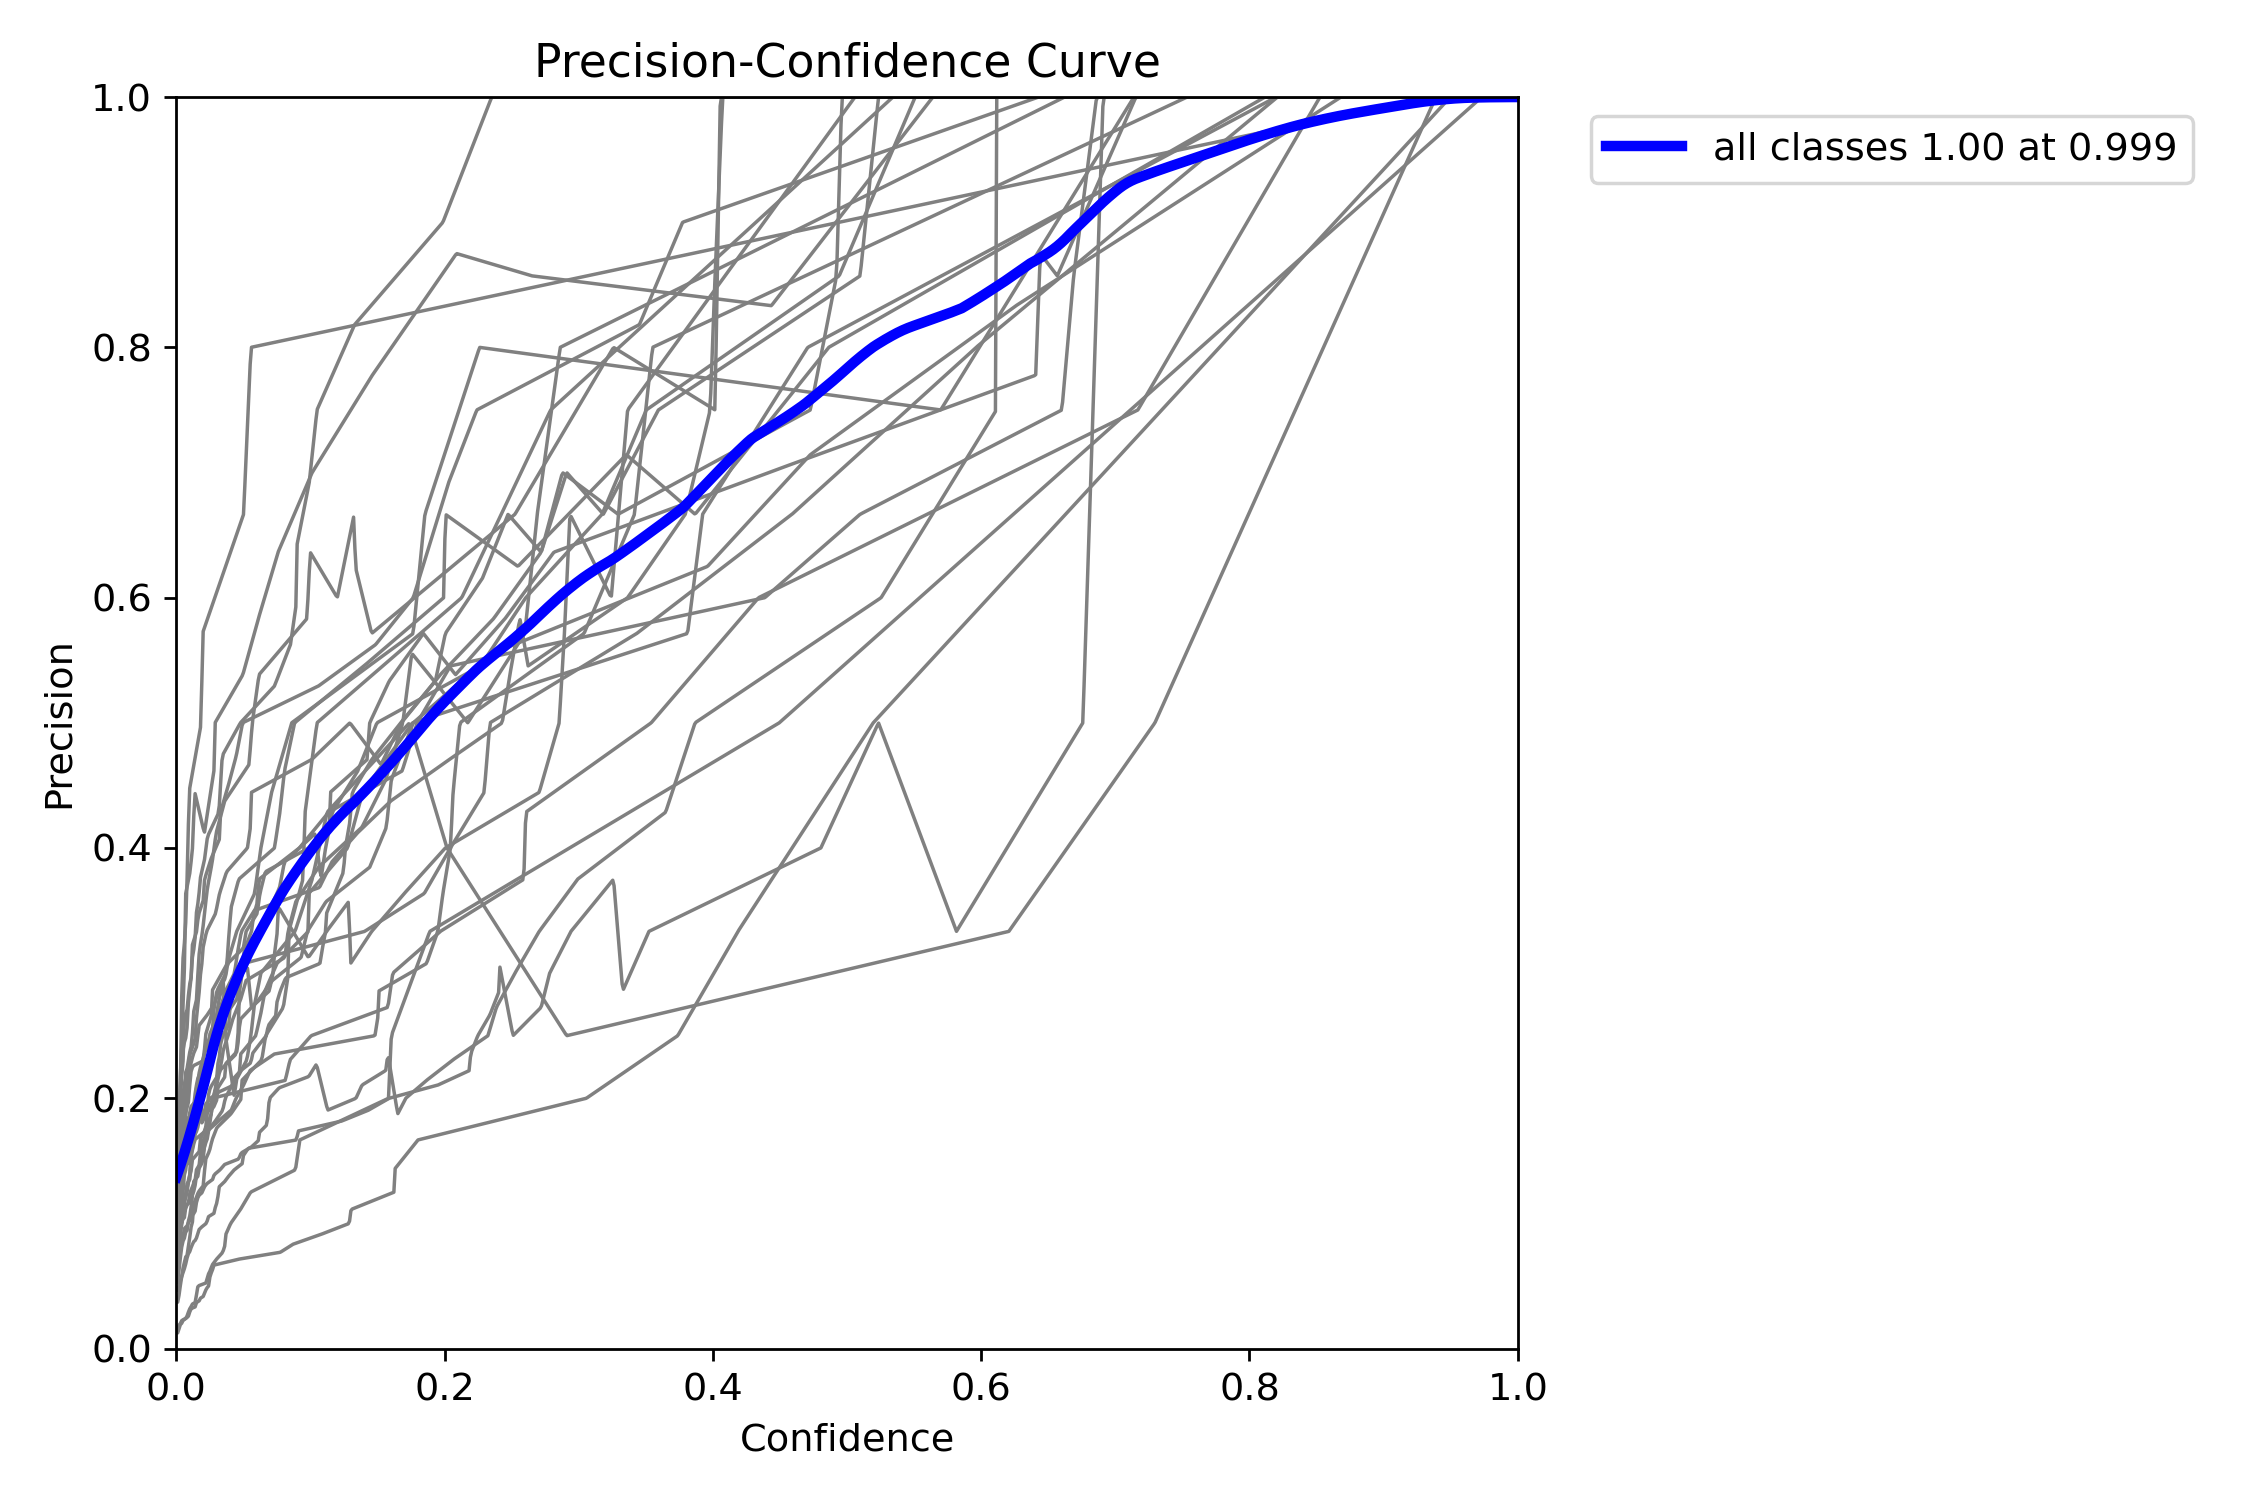 Precision-Confidence Curve
all classes 1.00 at 0.999
Precision
1.0
0.8
0.6
0.4
0.2
0.0
0.0 0.2 0.4 0.6 0.8 1.0
Confidence